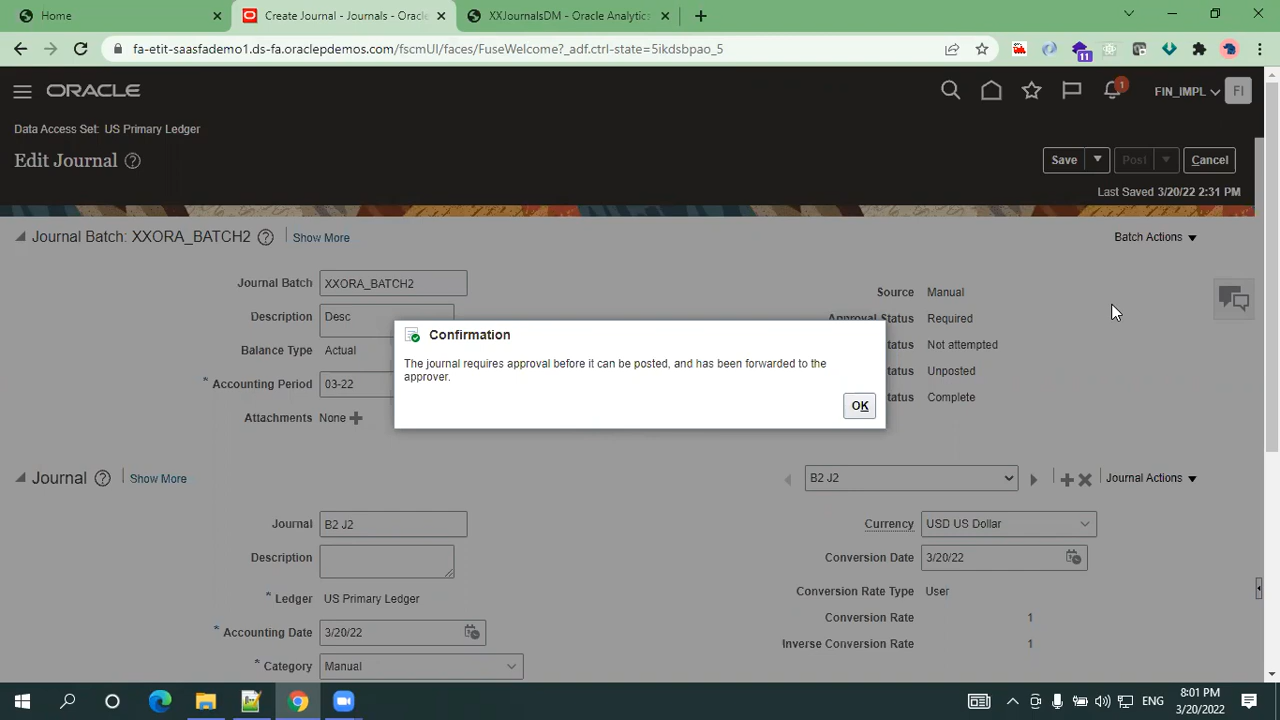 Home
Create Journal - Journals - Oracle
XXJournalsDM - Oracle Analytics
fa-etit-saasfademo1.ds-fa.oraclepdemos.com/fscmUI/faces/FuseWelcome?_adf.ctrl-state=5ikdsbpao_5
11
ORACLE
1
FIN_IMPL
FI
Data Access Set: US Primary Ledger
Edit Journal
Save
Post
Cancel
Last Saved 3/20/22 2:31 PM
Journal Batch: XXORA_BATCH2
Show More
Batch Actions
Journal Batch XXORA_BATCH2
Source Manual
Description Desc
Approval Status Required
Balance Type Actual
Status Not attempted
Status Unposted
* Accounting Period 03-22
Status Complete
Attachments None
Confirmation
The journal requires approval before it can be posted, and has been forwarded to the
approver.
OK
Journal
Show More
B2 J2
Journal Actions
Journal B2 J2
Currency USD US Dollar
Description
Conversion Date 3/20/22
* Ledger US Primary Ledger
Conversion Rate Type User
* Accounting Date 3/20/22
Conversion Rate 1
Inverse Conversion Rate 1
* Category Manual
ENG
8:01 PM
3/20/2022